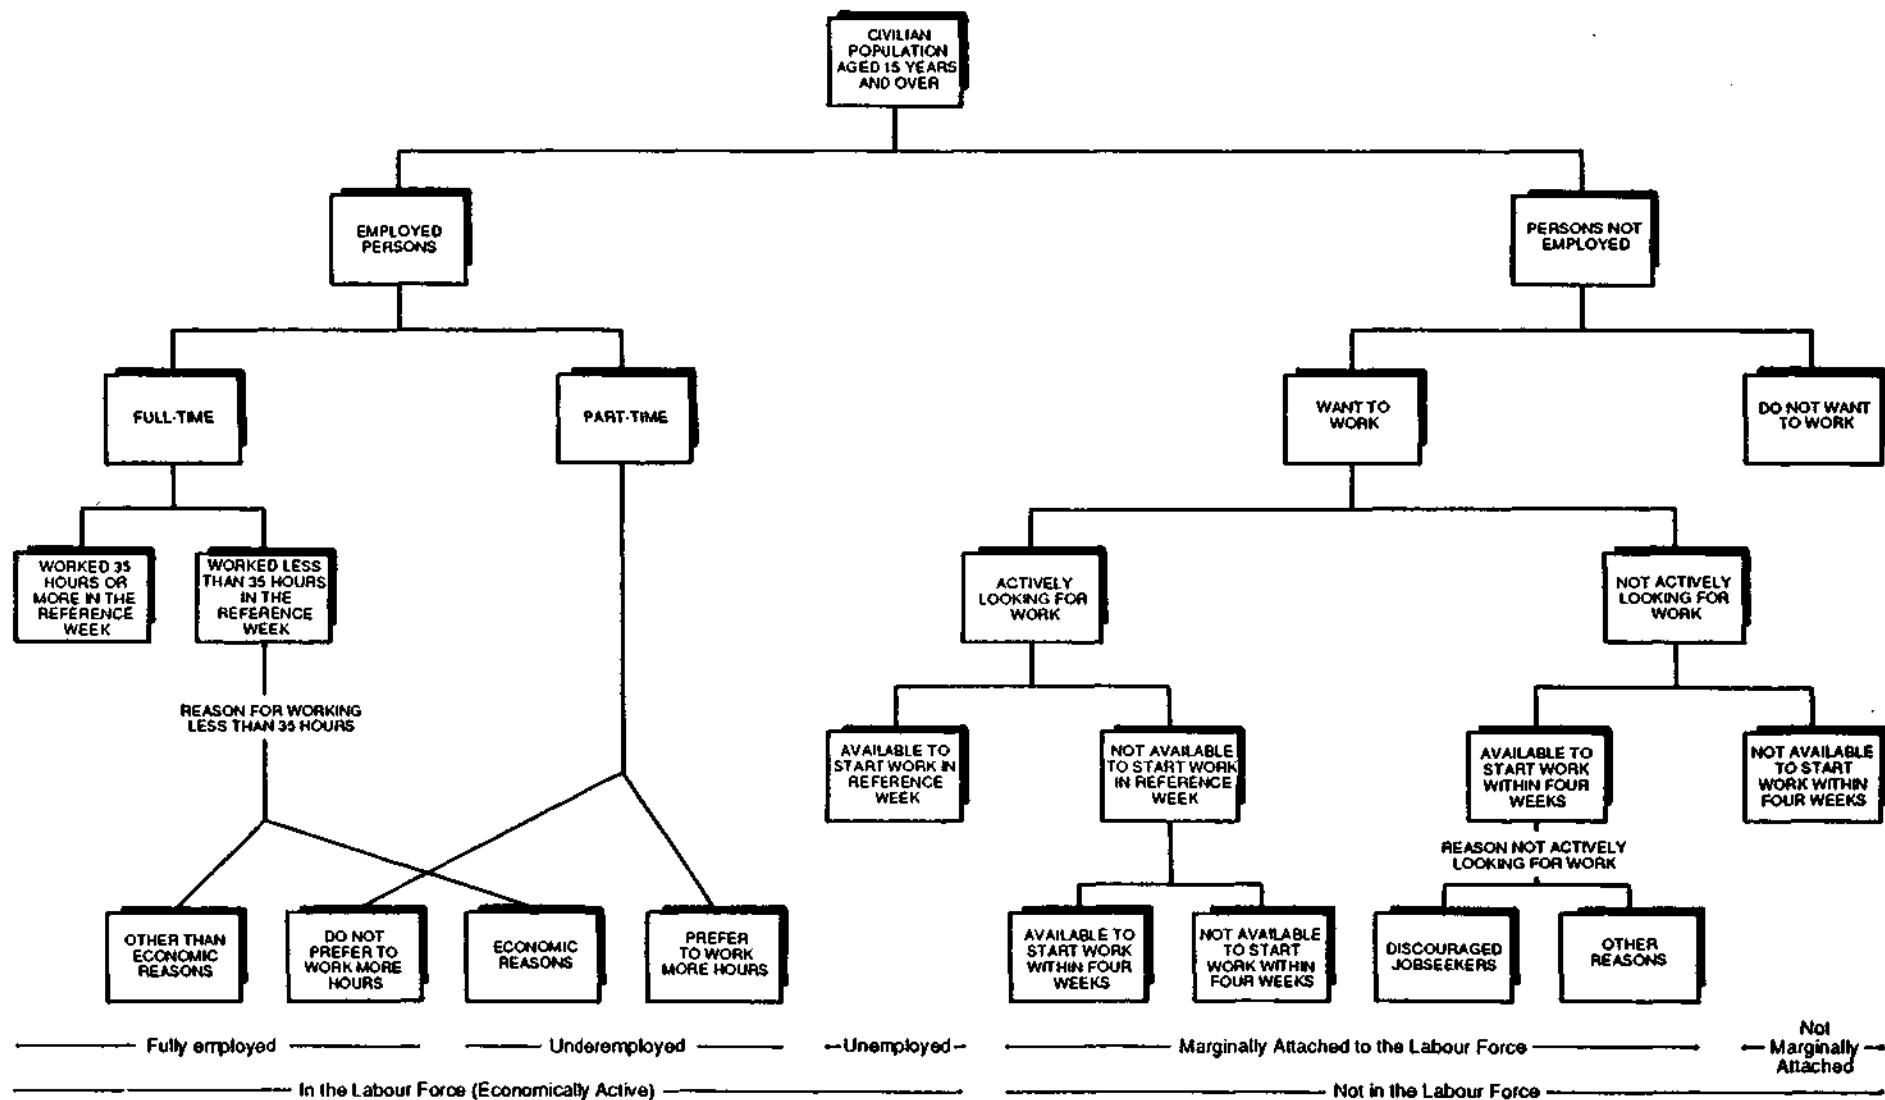 CIVILIAN
POPULATION
AGED 15 YEARS
AND OVER
EMPLOYED
PERSONS
PERSONS NOT
EMPLOYED
FULL-TIME
PART-TIME
WANT TO
WORK
DO NOT WANT
TO WORK
WORKED 35
HOURS OR
MORE IN THE
REFERENCE
WEEK
WORKED LESS
THAN 35 HOURS
IN THE
REFERENCE
WEEK
ACTIVELY
LOOKING FOR
WORK
NOT ACTIVELY
LOOKING FOR
WORK
REASON FOR WORKING
LESS THAN 35 HOURS
AVAILABLE TO
START WORK IN
REFERENCE
WEEK
NOT AVAILABLE
TO START WORK
IN REFERENCE
WEEK
AVAILABLE TO
START WORK
WITHIN FOUR
WEEKS
NOT AVAILABLE
TO START
WORK WITHIN
FOUR WEEKS
REASON NOT ACTIVELY
LOOKING FOR WORK
OTHER THAN
ECONOMIC
REASONS
DO NOT
PREFER TO
WORK MORE
HOURS
ECONOMIC
REASONS
PREFER
TO WORK
MORE HOURS
AVAILABLE TO
START WORK
WITHIN FOUR
WEEKS
NOT AVAILABLE
TO START
WORK WITHIN
FOUR WEEKS
DISCOURAGED
JOBSEEKERS
OTHER
REASONS
Fully employed
Underemployed
Unemployed
Marginally Attached to the Labour Force
Not
Marginally
Attached
In the Labour Force (Economically Active)
Not in the Labour Force